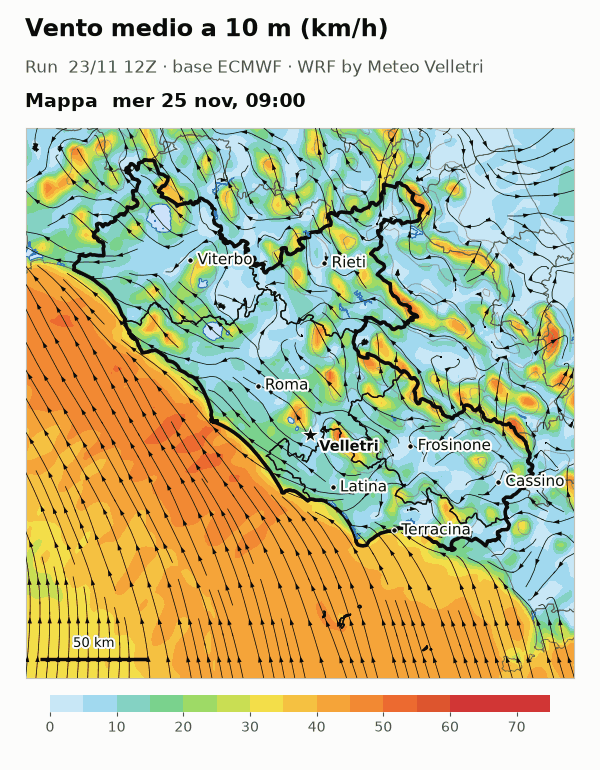 Vento medio a 10 m (km/h)
Run 23/11 12Z · base ECMWF · WRF by Meteo Velletri
Mappa mer 25 nov, 09:00
Viterbo
Rieti
Roma
Velletri
Frosinone
Cassino
Latina
Terracina
50 km
0 10 20 30 40 50 60 70